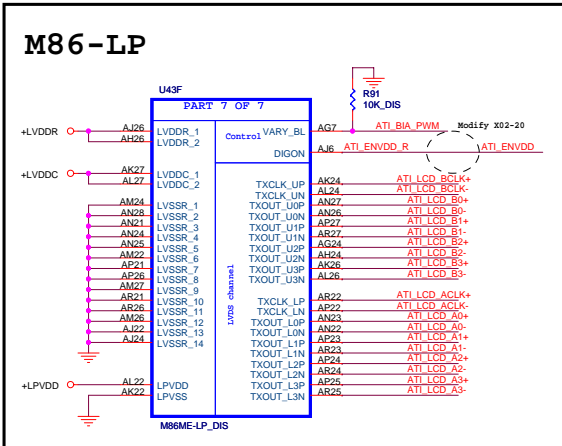 M86-LP
U43F
R91
10K_DIS
PART 7 OF 7
+LVDDR AJ26 LVDDR_1 Control VARY_BL AG7 ATI_BIA_PWM Modify X02-20
AH26 LVDDR_2
DIGON AJ6 ATI_ENVDD_R ATI_ENVDD
+LVDDC AK27 LVDDC_1
AL27 LVDDC_2 TXCLK_UP AK24 ATI_LCD_BCLK+
TXCLK_UN AL24 ATI_LCD_BCLK-
AM24 LVSSR_1 TXOUT_U0P AN27 ATI_LCD_B0+
AN28 LVSSR_2 TXOUT_U0N AN26 ATI_LCD_B0-
AN21 LVSSR_3 TXOUT_U1P AP27 ATI_LCD_B1+
AN24 LVSSR_4 TXOUT_U1N AR27 ATI_LCD_B1-
AN25 LVSSR_5 TXOUT_U2P AG24 ATI_LCD_B2+
AM22 LVSSR_6 TXOUT_U2N AH24 ATI_LCD_B2-
AP21 LVSSR_7 TXOUT_U3P AK26 ATI_LCD_B3+
AP26 LVSSR_8 TXOUT_U3N AL26 ATI_LCD_B3-
AM27 LVSSR_9
AR21 LVSSR_10 LVDS channel TXCLK_LP AR22 ATI_LCD_ACLK+
AR26 LVSSR_11 TXCLK_LN AP22 ATI_LCD_ACLK-
AM26 LVSSR_12 TXOUT_L0P AN23 ATI_LCD_A0+
AJ22 LVSSR_13 TXOUT_L0N AN22 ATI_LCD_A0-
AJ24 LVSSR_14 TXOUT_L1P AP23 ATI_LCD_A1+
TXOUT_L1N AR23 ATI_LCD_A1-
TXOUT_L2P AP24 ATI_LCD_A2+
+LPVDD AL22 LPVDD TXOUT_L2N AR24 ATI_LCD_A2-
AK22 LPVSS TXOUT_L3P AP25 ATI_LCD_A3+
TXOUT_L3N AR25 ATI_LCD_A3-
M86ME-LP_DIS